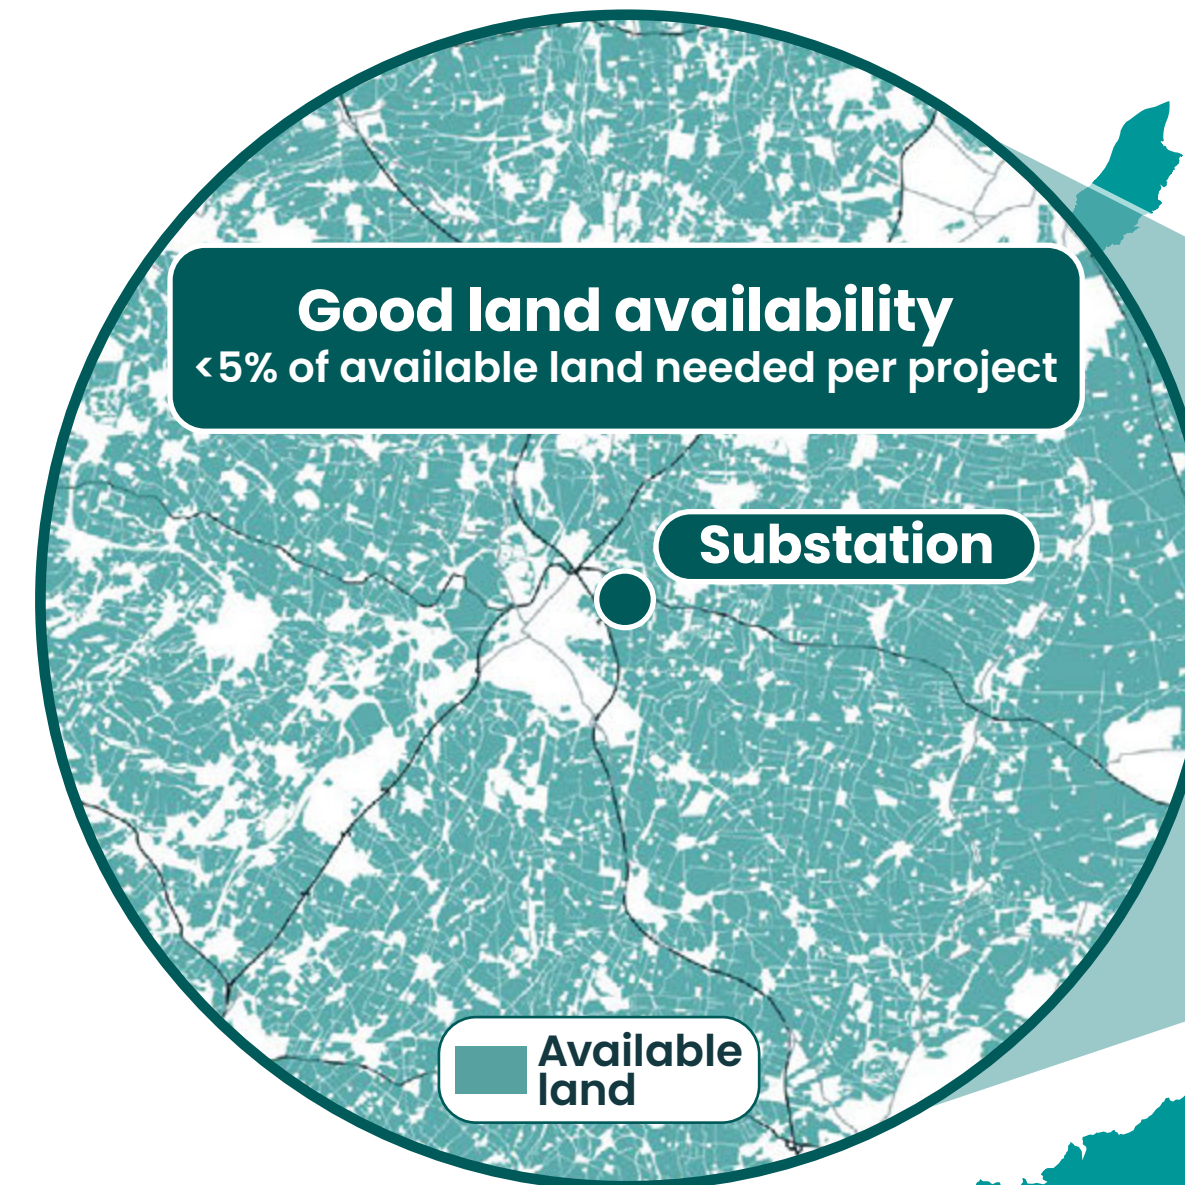 Good land availability
<5% of available land needed per project
Substation
Available
land